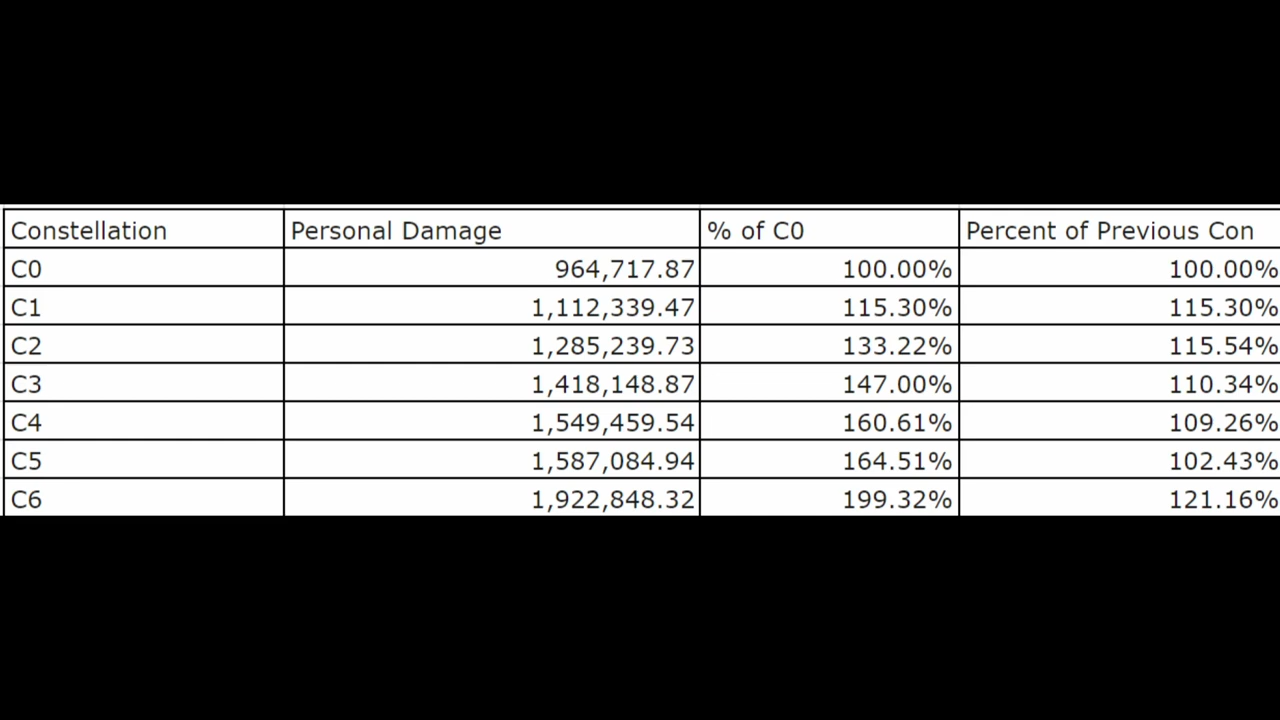 Constellation Personal Damage % of C0 Percent of Previous Con
C0 964,717.87 100.00% 100.00%
C1 1,112,339.47 115.30% 115.30%
C2 1,285,239.73 133.22% 115.54%
C3 1,418,148.87 147.00% 110.34%
C4 1,549,459.54 160.61% 109.26%
C5 1,587,084.94 164.51% 102.43%
C6 1,922,848.32 199.32% 121.16%